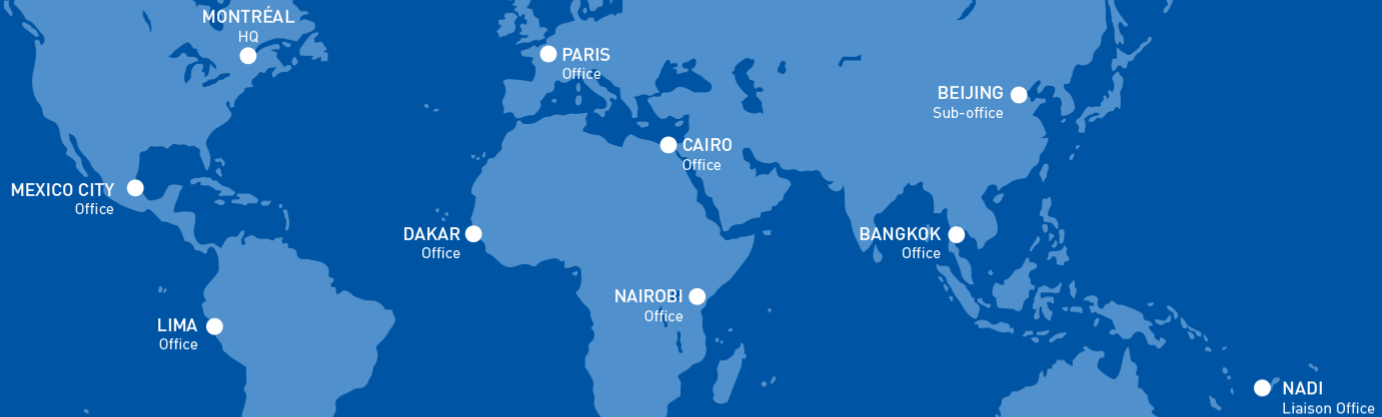 MONTRÉAL
HQ
PARIS
Office
BEIJING
Sub-office
CAIRO
Office
MEXICO CITY
Office
DAKAR
Office
BANGKOK
Office
NAIROBI
Office
LIMA
Office
NADI
Liaison Office